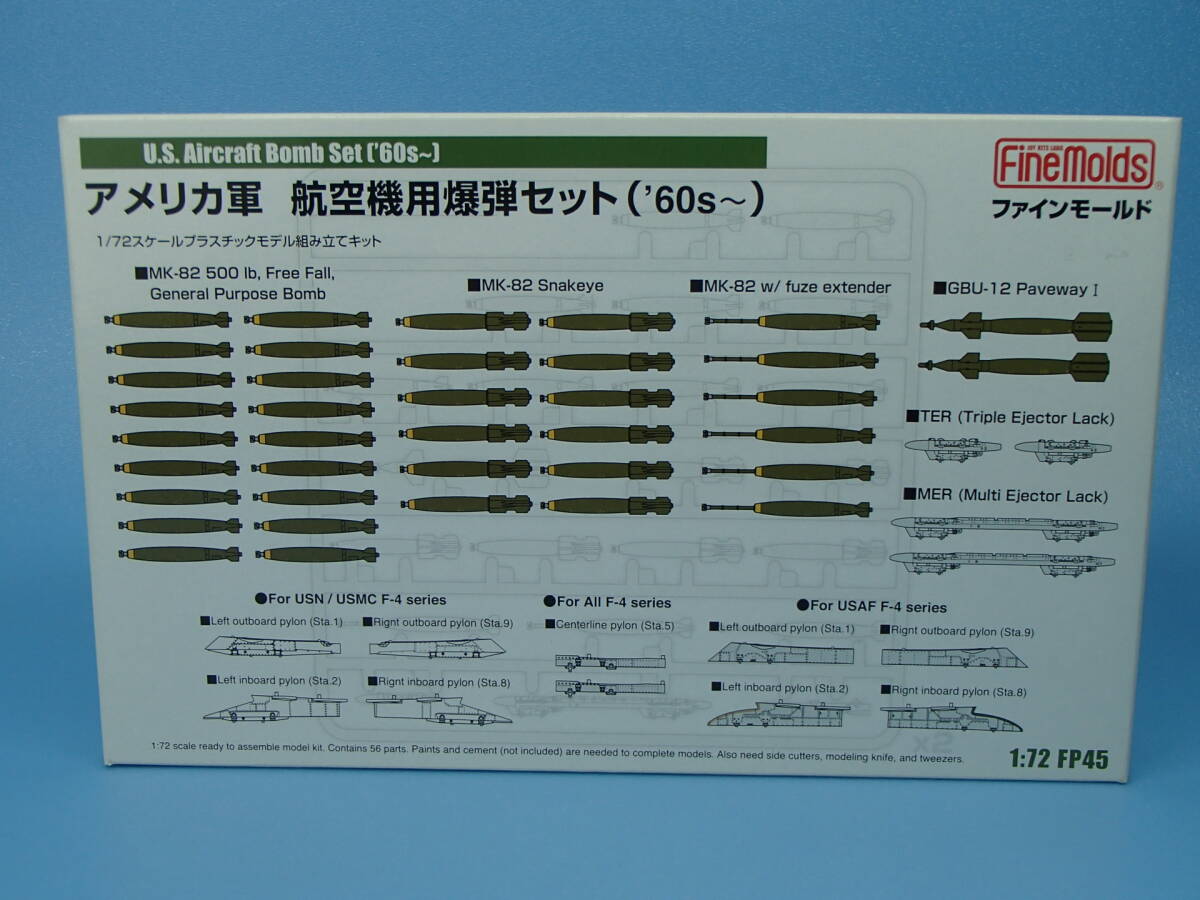 U.S. Aircraft Bomb Set ('60s~)
JOY KITS LABO
FineMolds®
アメリカ軍 航空機用爆弾セット('60s～)
ファインモールド
1/72スケールプラスチックモデル組み立てキット
■MK-82 500 lb, Free Fall,
General Purpose Bomb
■MK-82 Snakeye
■MK-82 w/ fuze extender
■GBU-12 Paveway I
■TER (Triple Ejector Lack)
■MER (Multi Ejector Lack)
●For USN / USMC F-4 series
■Left outboard pylon (Sta.1)
■Rignt outboard pylon (Sta.9)
■Left inboard pylon (Sta.2)
■Rignt inboard pylon (Sta.8)
●For All F-4 series
■Centerline pylon (Sta.5)
●For USAF F-4 series
■Left outboard pylon (Sta.1)
■Rignt outboard pylon (Sta.9)
■Left inboard pylon (Sta.2)
■Rignt inboard pylon (Sta.8)
x2
1:72 scale ready to assemble model kit. Contains 56 parts. Paints and cement (not included) are needed to complete models. Also need side cutters, modeling knife, and tweezers.
1:72 FP45